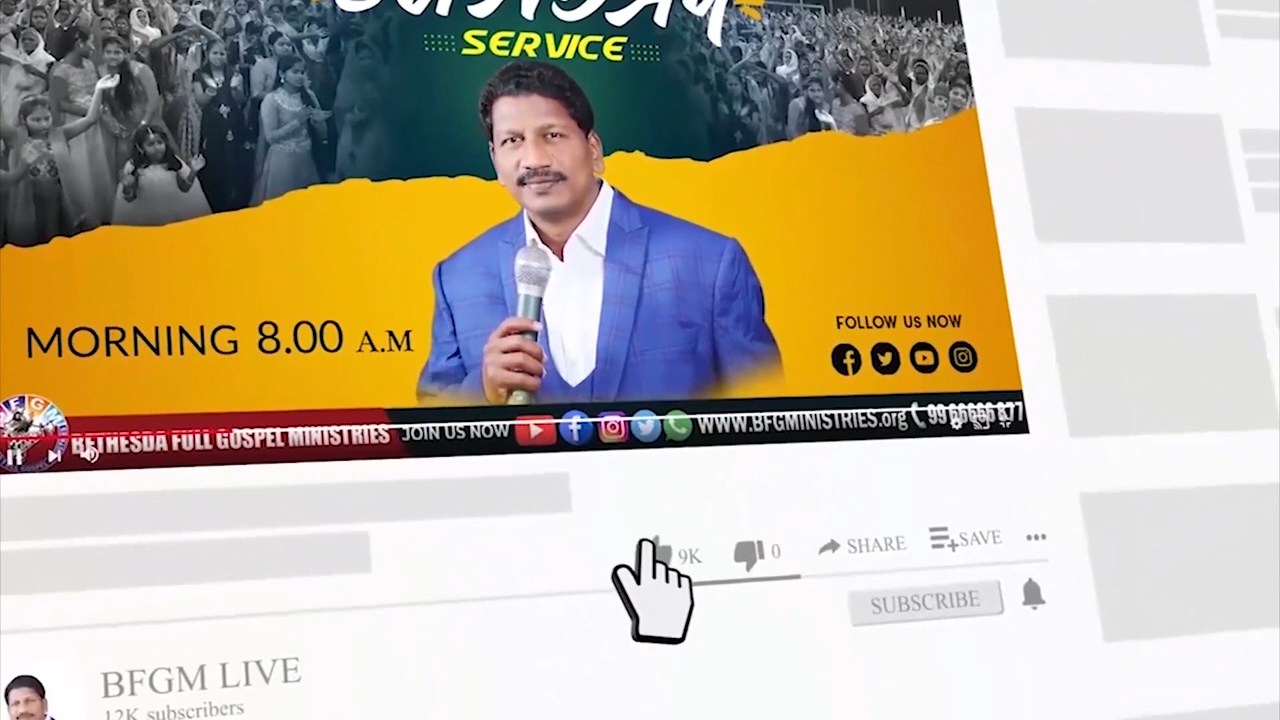 SERVICE
MORNING 8.00 A.M
FOLLOW US NOW
BETHESDA FULL GOSPEL MINISTRIES JOIN US NOW WWW.BFGMINISTRIES.org
9K 0 SHARE SAVE
SUBSCRIBE
BFGM LIVE
12K subscribers